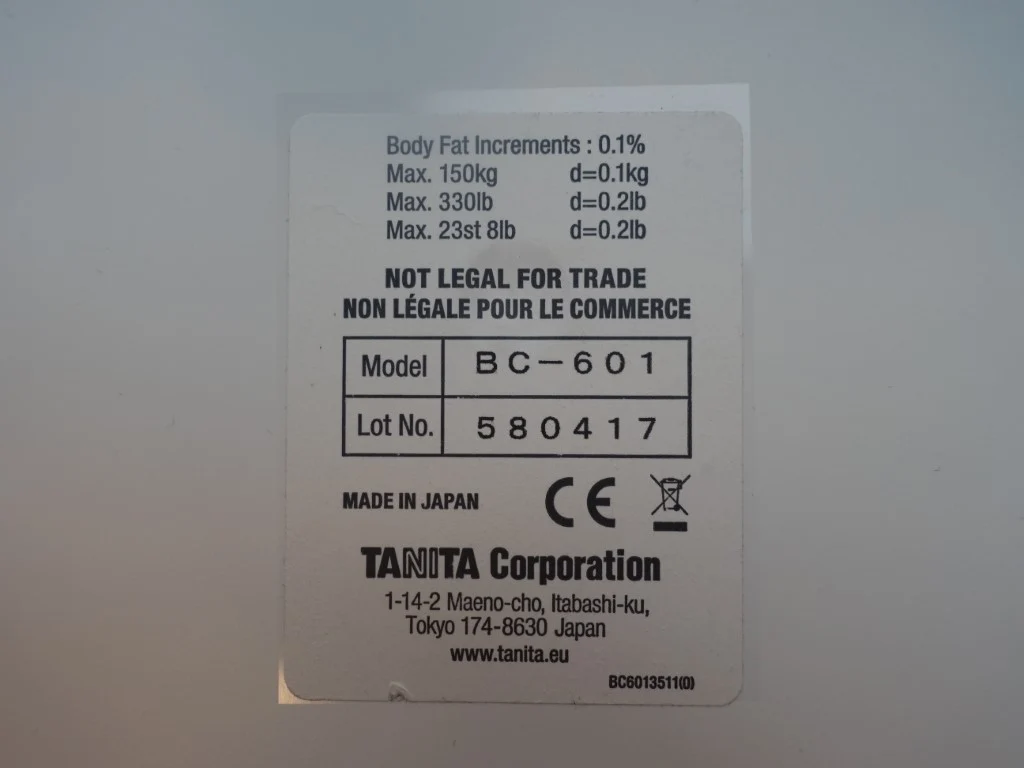 Body Fat Increments : 0.1%
Max. 150kg d=0.1kg
Max. 330lb d=0.2lb
Max. 23st 8lb d=0.2lb
NOT LEGAL FOR TRADE
NON LÉGALE POUR LE COMMERCE
Model BC-601
Lot No. 580417
MADE IN JAPAN CE
TANITA Corporation
1-14-2 Maeno-cho, Itabashi-ku,
Tokyo 174-8630 Japan
www.tanita.eu
BC6013511(0)